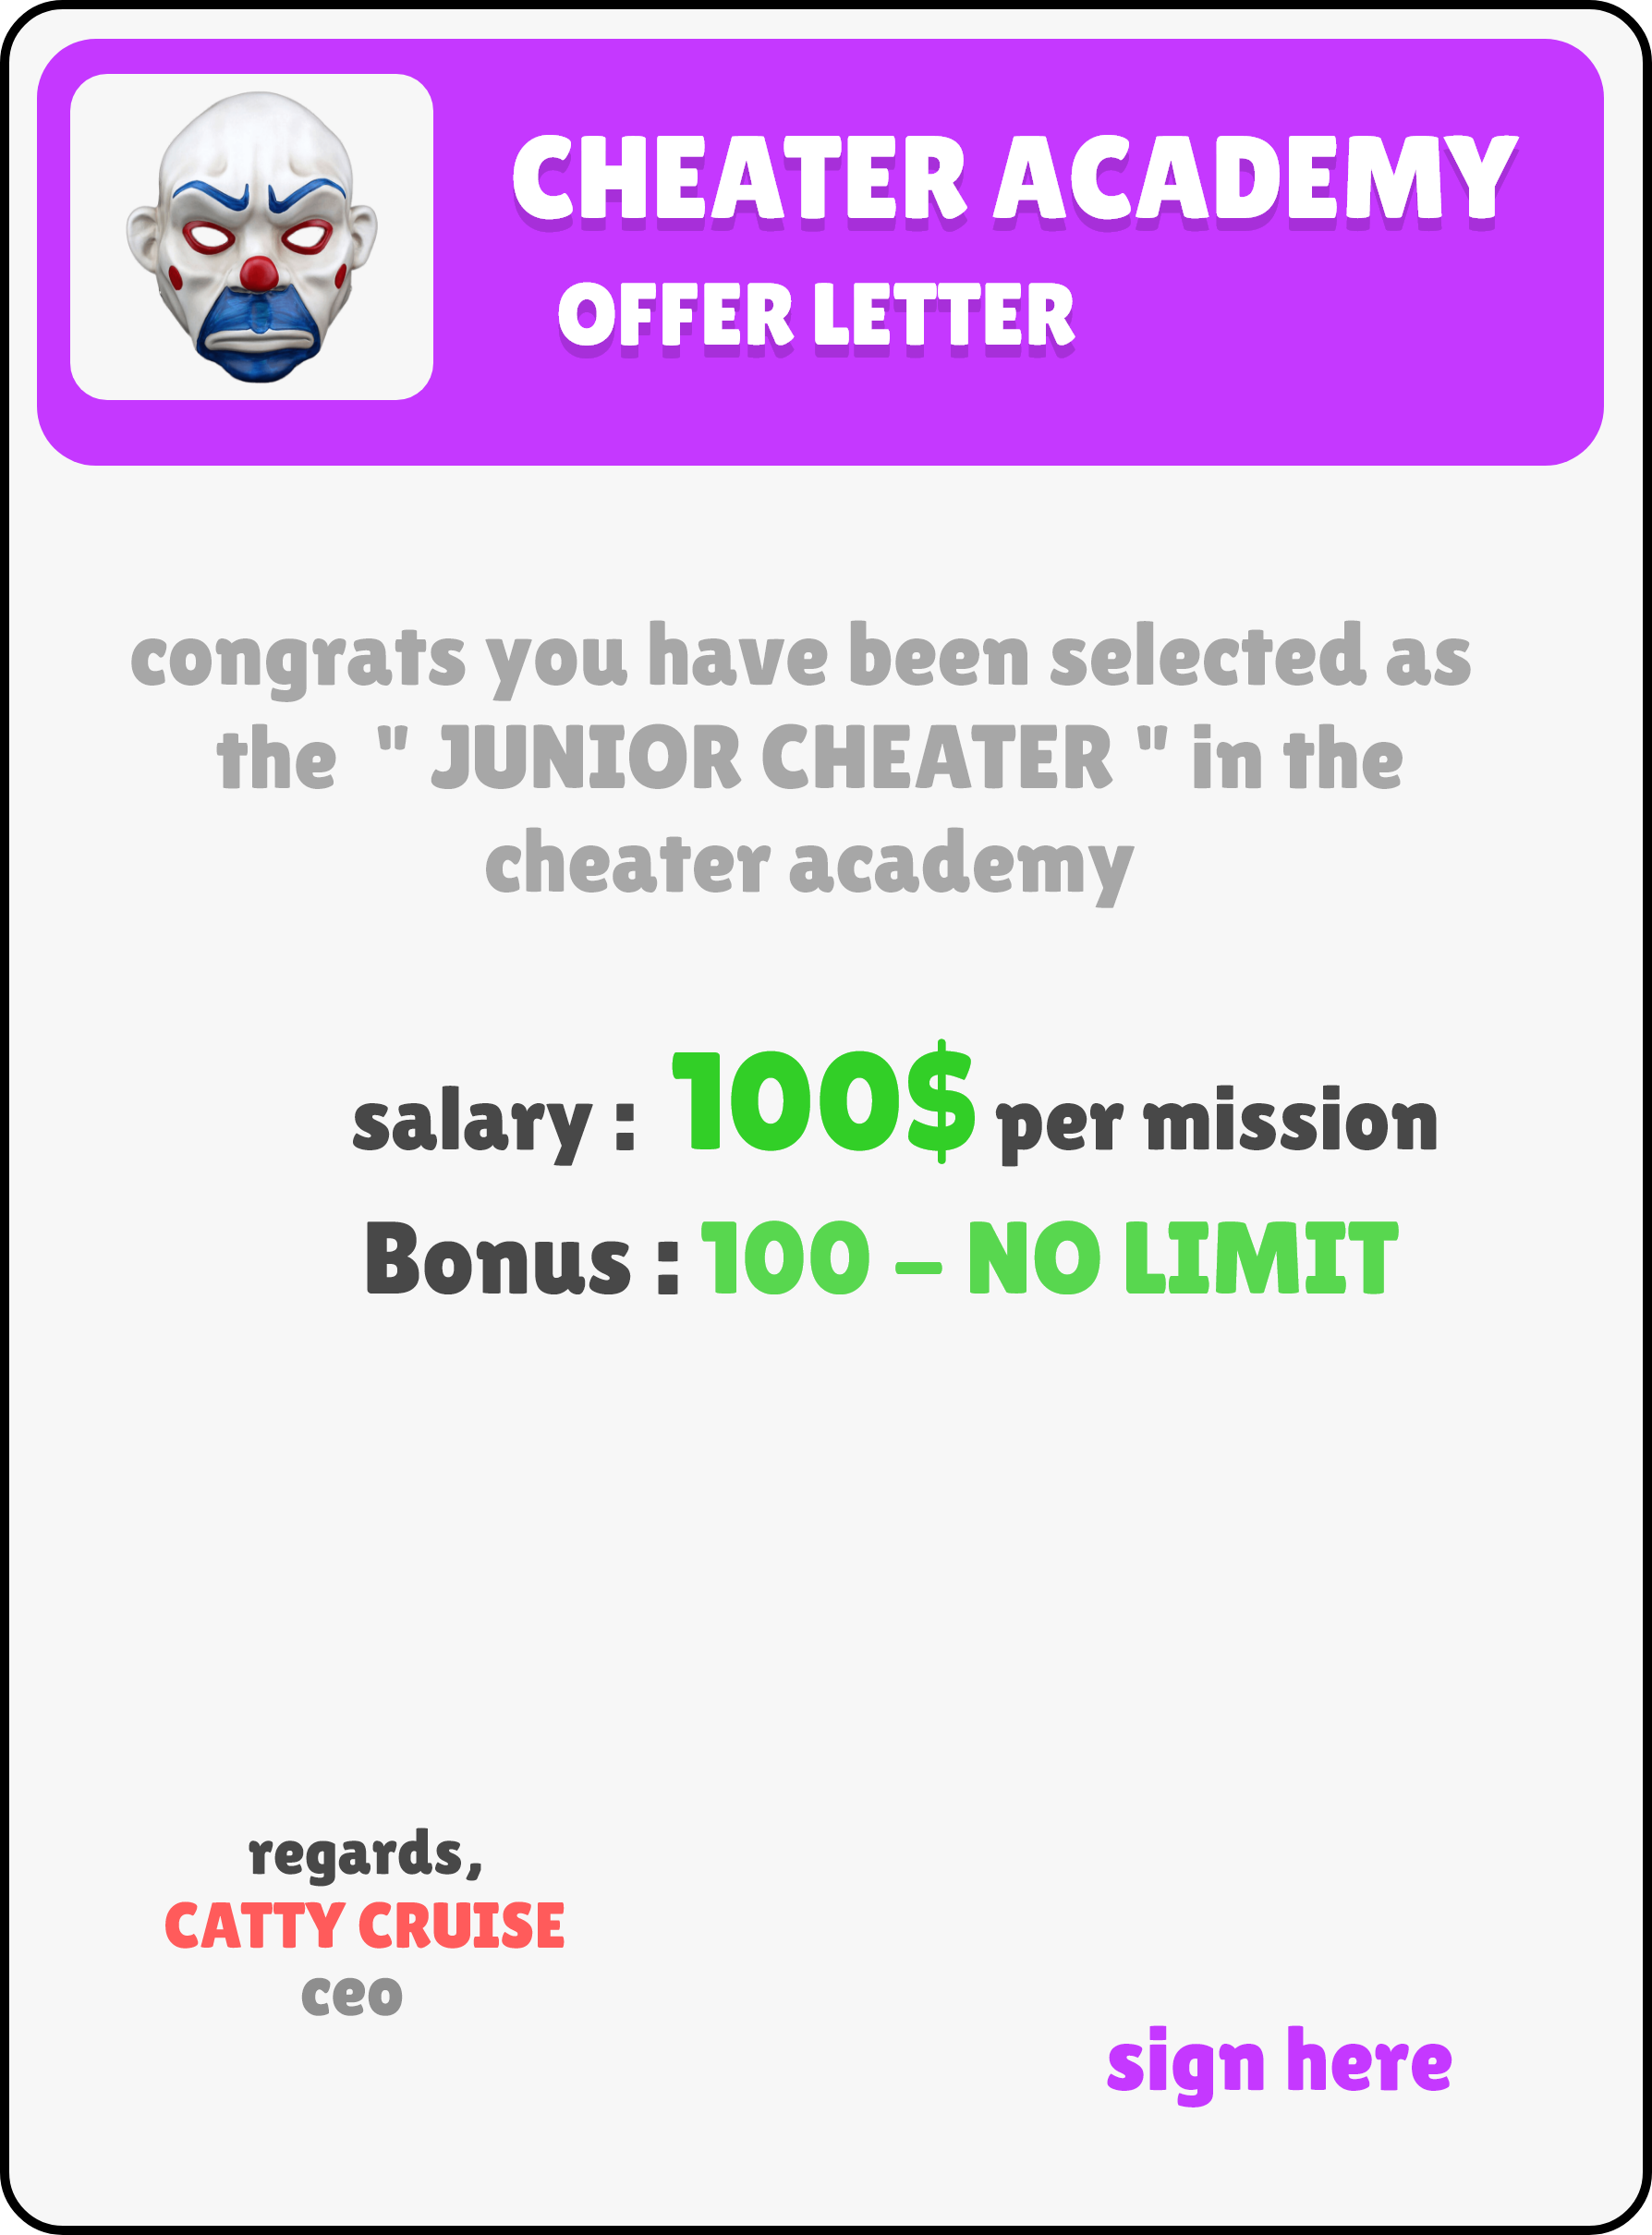 CHEATER ACADEMY
OFFER LETTER
congrats you have been selected as
the " JUNIOR CHEATER " in the
cheater academy
salary : 100$ per mission
Bonus : 100 – NO LIMIT
regards,
CATTY CRUISE
ceo
sign here